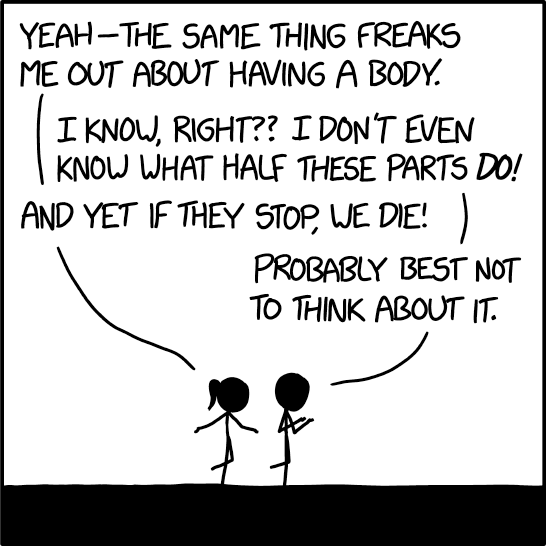 YEAH—THE SAME THING FREAKS
ME OUT ABOUT HAVING A BODY.
I KNOW, RIGHT?? I DON'T EVEN
KNOW WHAT HALF THESE PARTS DO!
AND YET IF THEY STOP, WE DIE!
PROBABLY BEST NOT
TO THINK ABOUT IT.